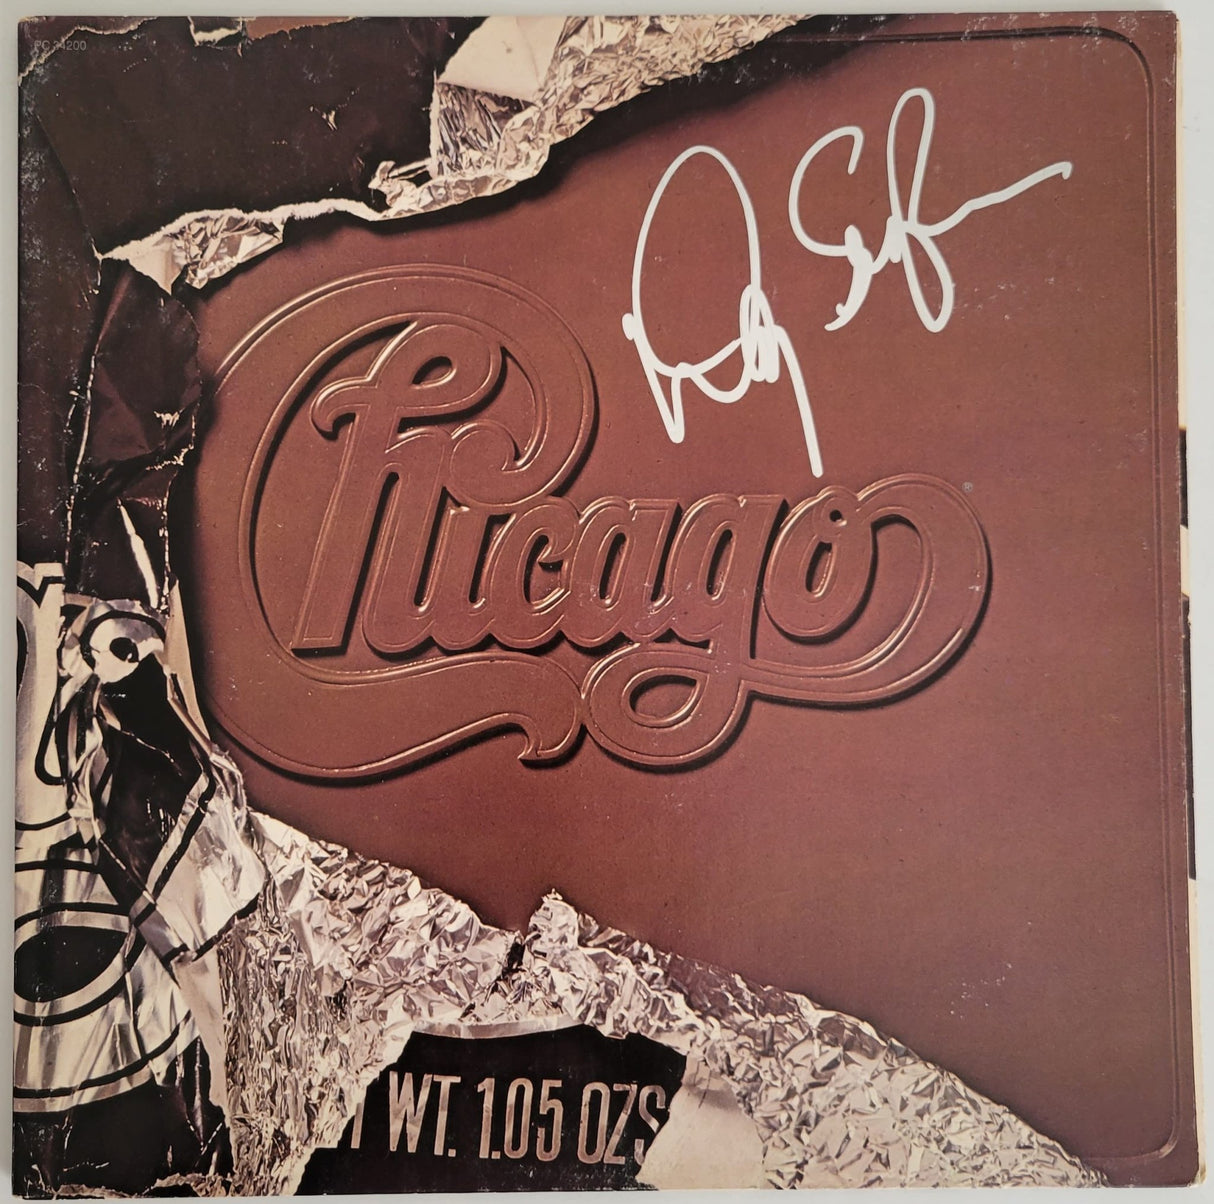 PC 34200
Chicago
®
T WT. 1.05 OZS